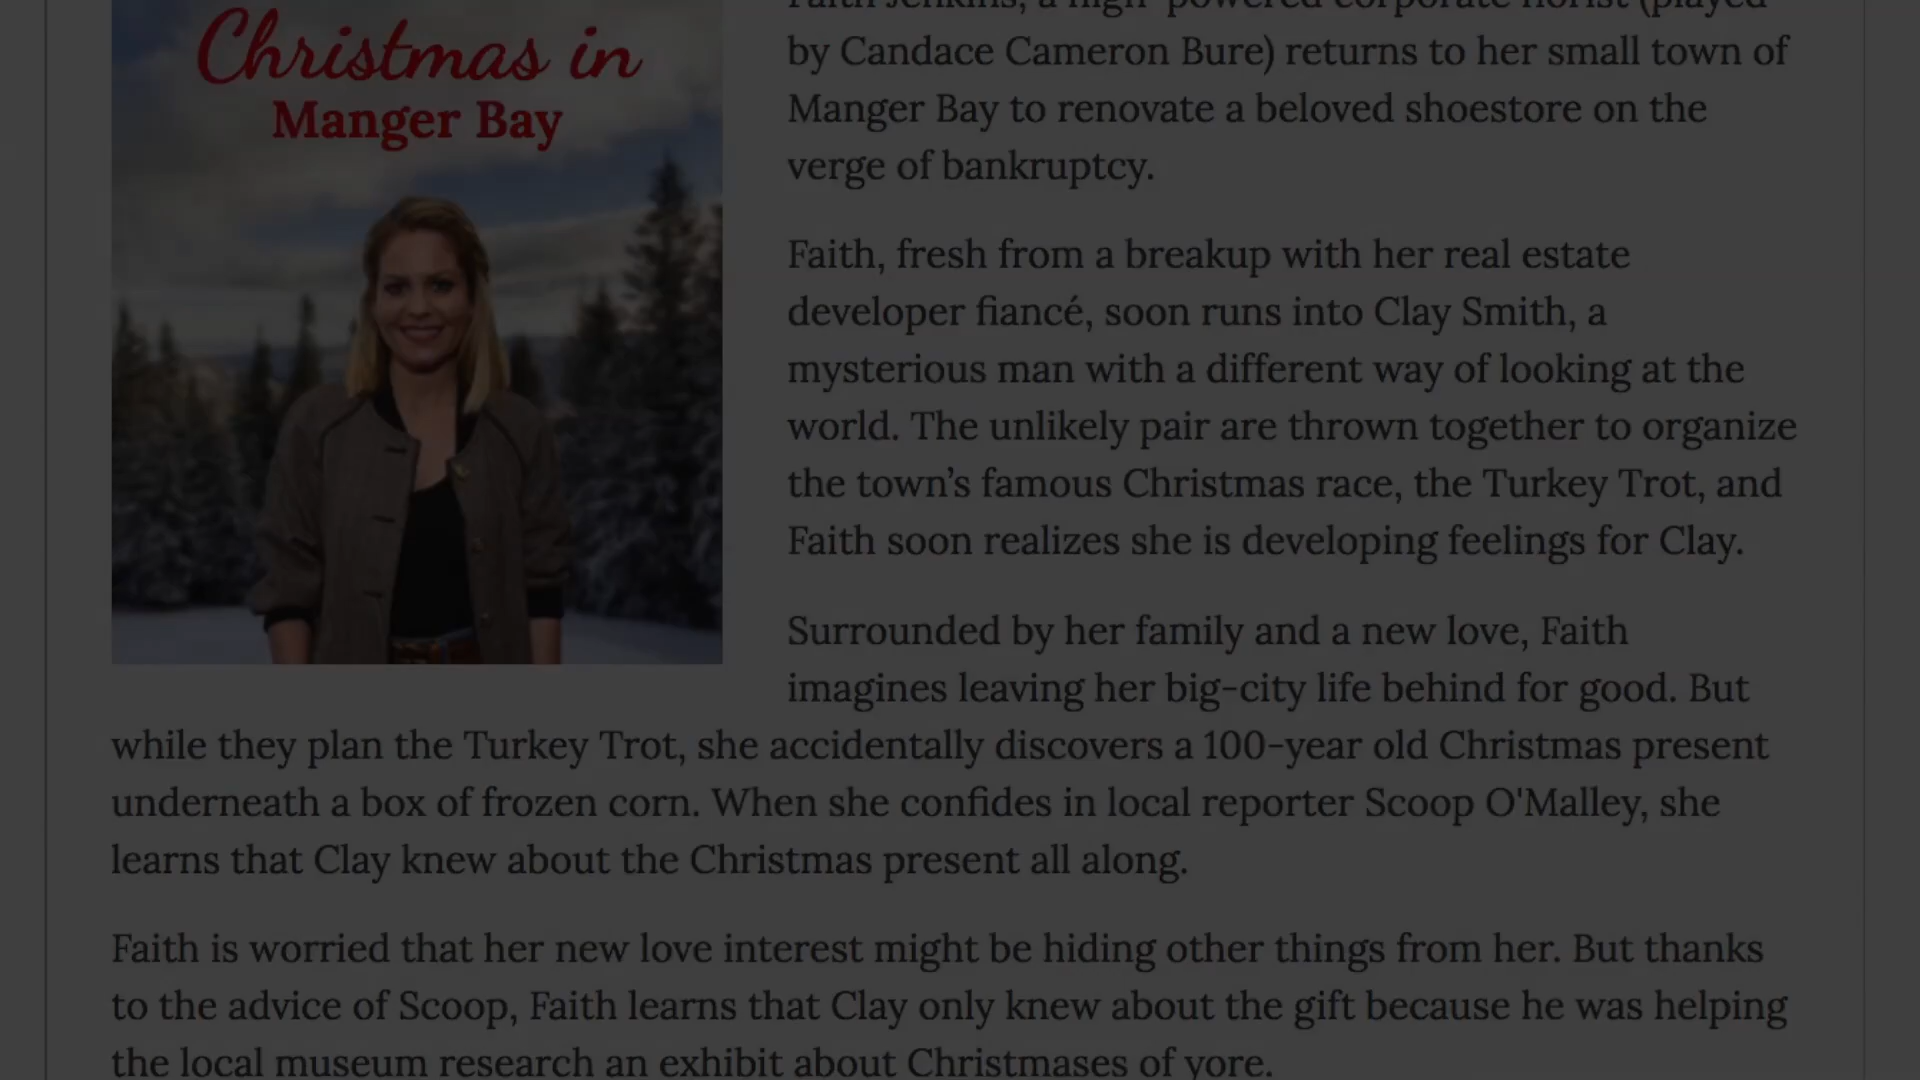 Christmas in
Manger Bay
Faith Jenkins, a high-powered corporate florist (played
by Candace Cameron Bure) returns to her small town of
Manger Bay to renovate a beloved shoestore on the
verge of bankruptcy.
Faith, fresh from a breakup with her real estate
developer fiancé, soon runs into Clay Smith, a
mysterious man with a different way of looking at the
world. The unlikely pair are thrown together to organize
the town’s famous Christmas race, the Turkey Trot, and
Faith soon realizes she is developing feelings for Clay.
Surrounded by her family and a new love, Faith
imagines leaving her big-city life behind for good. But
while they plan the Turkey Trot, she accidentally discovers a 100-year old Christmas present
underneath a box of frozen corn. When she confides in local reporter Scoop O'Malley, she
learns that Clay knew about the Christmas present all along.
Faith is worried that her new love interest might be hiding other things from her. But thanks
to the advice of Scoop, Faith learns that Clay only knew about the gift because he was helping
the local museum research an exhibit about Christmases of yore.